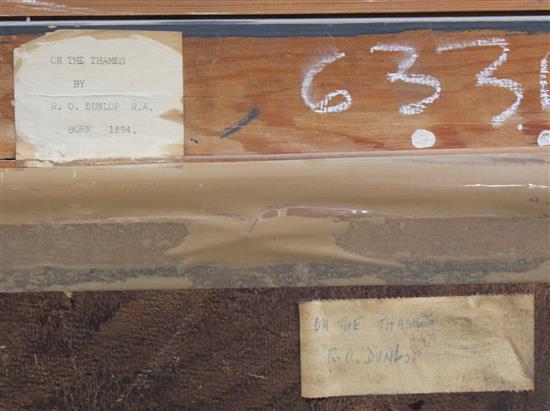 ON THE THAMES
BY
R. O. DUNLOP R.A.
BORN 1894.
633
ON THE THAMES
R.O. DUNLOP